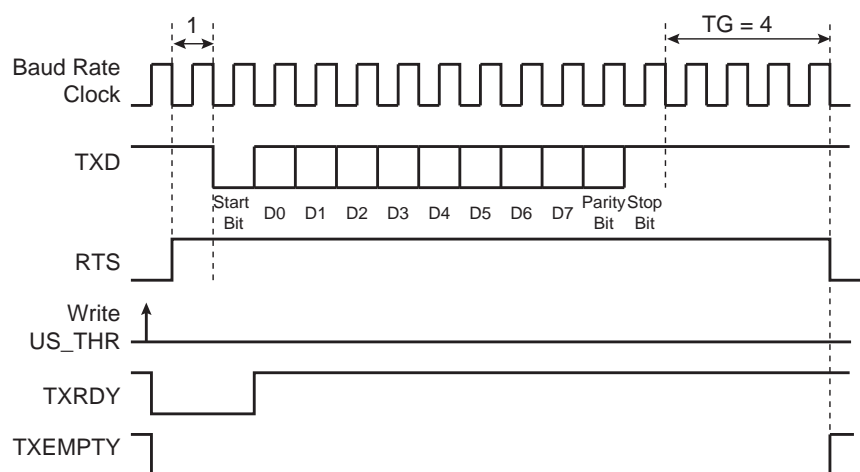 1
TG = 4
Baud Rate
Clock
TXD
Start
Bit
D0
D1
D2
D3
D4
D5
D6
D7
Parity
Bit
Stop
Bit
RTS
Write
US_THR
TXRDY
TXEMPTY